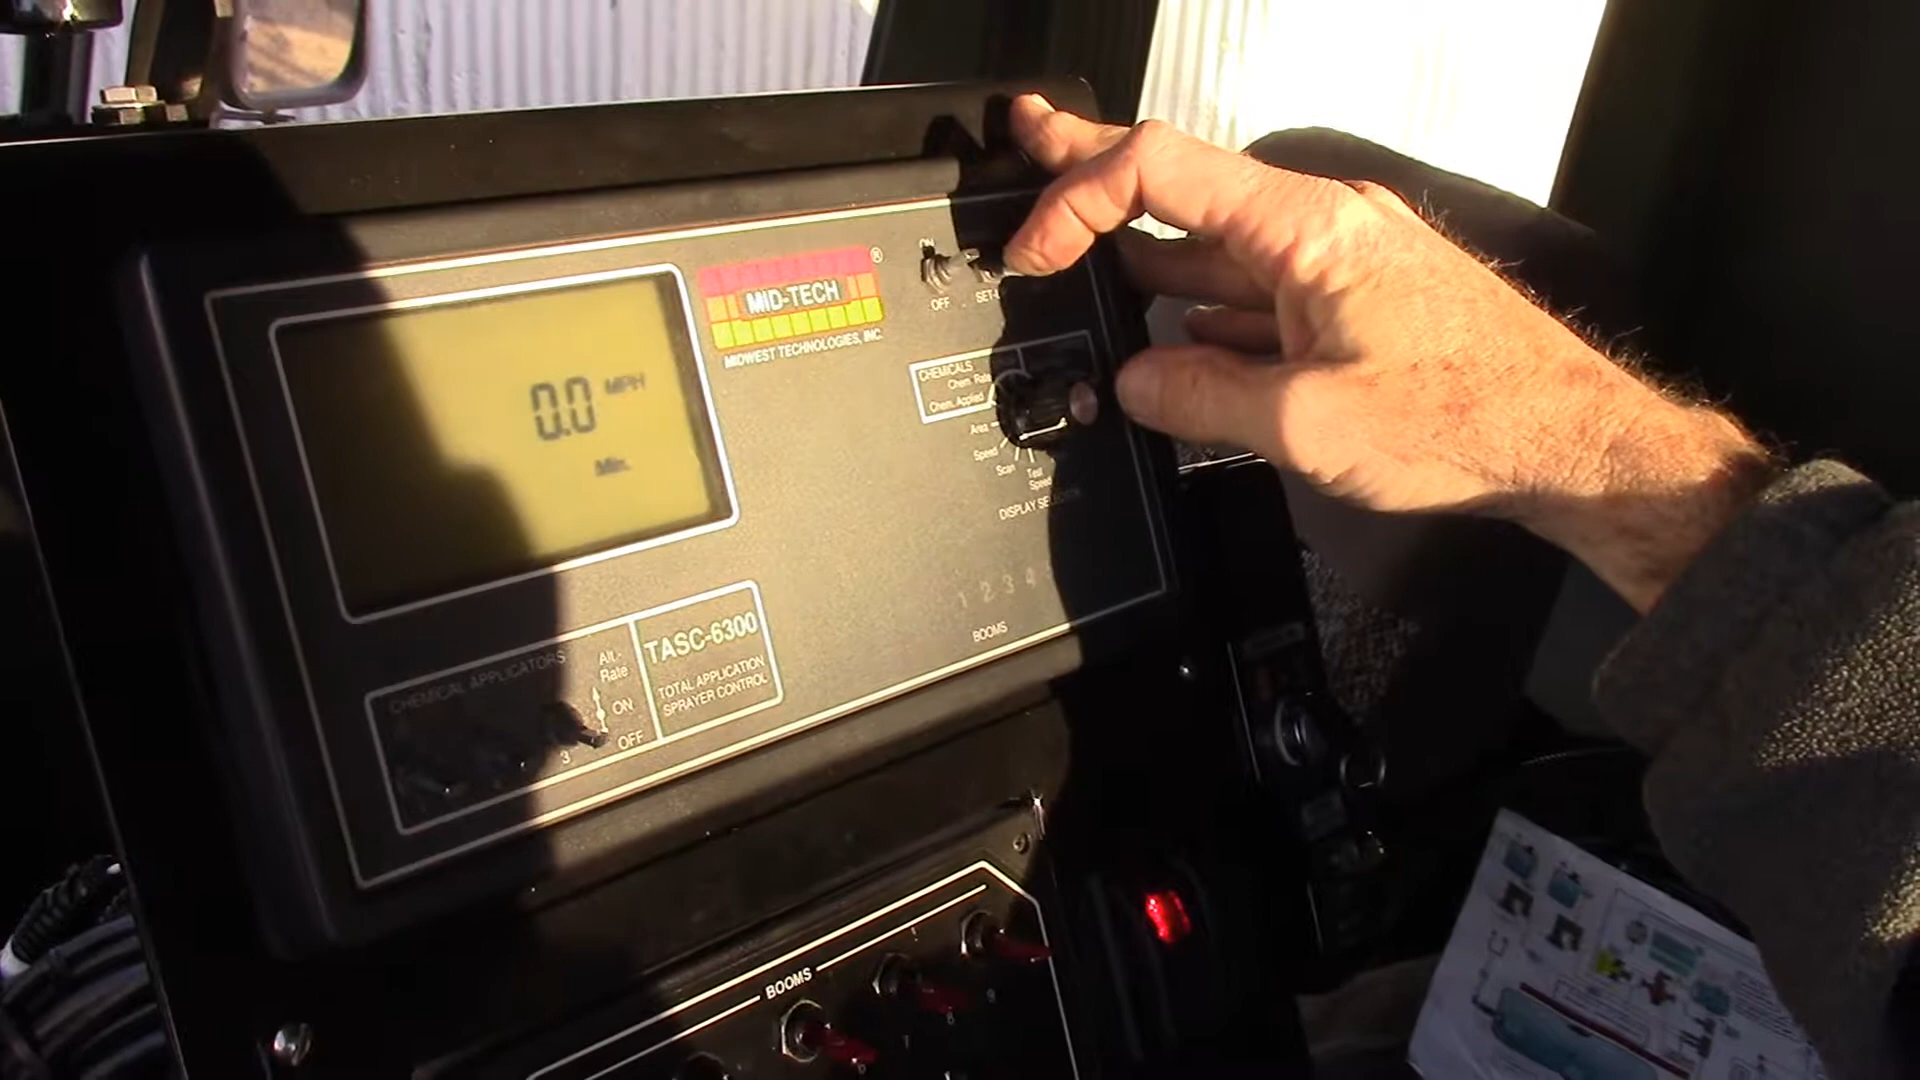 0.0 MPH
Min.
MID-TECH ®
MIDWEST TECHNOLOGIES, INC.
ON
OFF
CHEMICALS
Chem. Rate
Chem. Applied
Area
Speed
Scan
Test
Speed
DISPLAY
1 2 3 4
BOOMS
CHEMICAL APPLICATORS
Alt.-
Rate
ON
OFF
3
TASC-6300
TOTAL APPLICATION
SPRAYER CONTROL
BOOMS